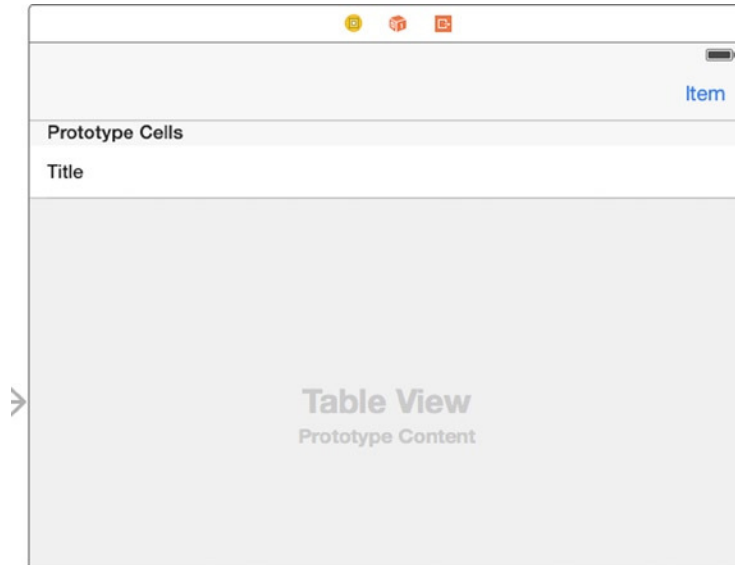 Item
Prototype Cells
Title
Table View
Prototype Content